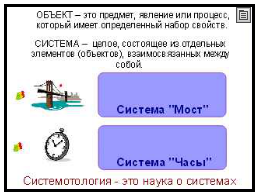 ОБЪЕКТ – это предмет, явление или процесс,
который имеет определенный набор свойств.
СИСТЕМА – целое, состоящее из отдельных
элементов (объектов), взаимосвязанных между
собой.
Система "Мост"
Система "Часы"
Системотология - это наука о системах